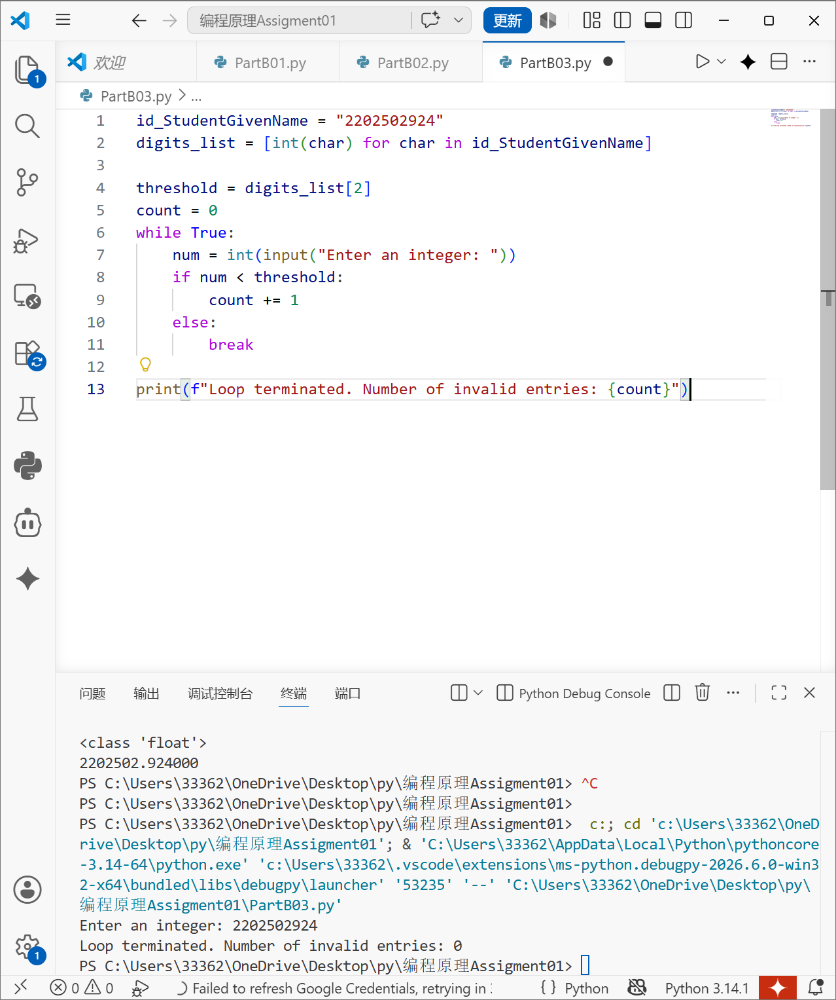 编程原理Assigment01
更新
1
欢迎
PartB01.py
PartB02.py
PartB03.py
PartB03.py > ...
1 id_StudentGivenName = "2202502924"
2 digits_list = [int(char) for char in id_StudentGivenName]
3
4 threshold = digits_list[2]
5 count = 0
6 while True:
7 num = int(input("Enter an integer: "))
8 if num < threshold:
9 count += 1
10 else:
11 break
12
13 print(f"Loop terminated. Number of invalid entries: {count}")
问题 输出 调试控制台 终端 端口
Python Debug Console
<class 'float'>
2202502.924000
PS C:\Users\33362\OneDrive\Desktop\py\编程原理Assigment01> ^C
PS C:\Users\33362\OneDrive\Desktop\py\编程原理Assigment01>
PS C:\Users\33362\OneDrive\Desktop\py\编程原理Assigment01>  c:; cd 'c:\Users\33362\OneD
rive\Desktop\py\编程原理Assigment01'; & 'C:\Users\33362\AppData\Local\Python\pythoncore
-3.14-64\python.exe' 'c:\Users\33362\.vscode\extensions\ms-python.debugpy-2026.6.0-win3
2-x64\bundled\libs\debugpy\launcher' '53235' '--' 'C:\Users\33362\OneDrive\Desktop\py\
编程原理Assigment01\PartB03.py'
Enter an integer: 2202502924
Loop terminated. Number of invalid entries: 0
PS C:\Users\33362\OneDrive\Desktop\py\编程原理Assigment01>
1
0 0 Failed to refresh Google Credentials, retrying in
{ } Python
Python 3.14.1